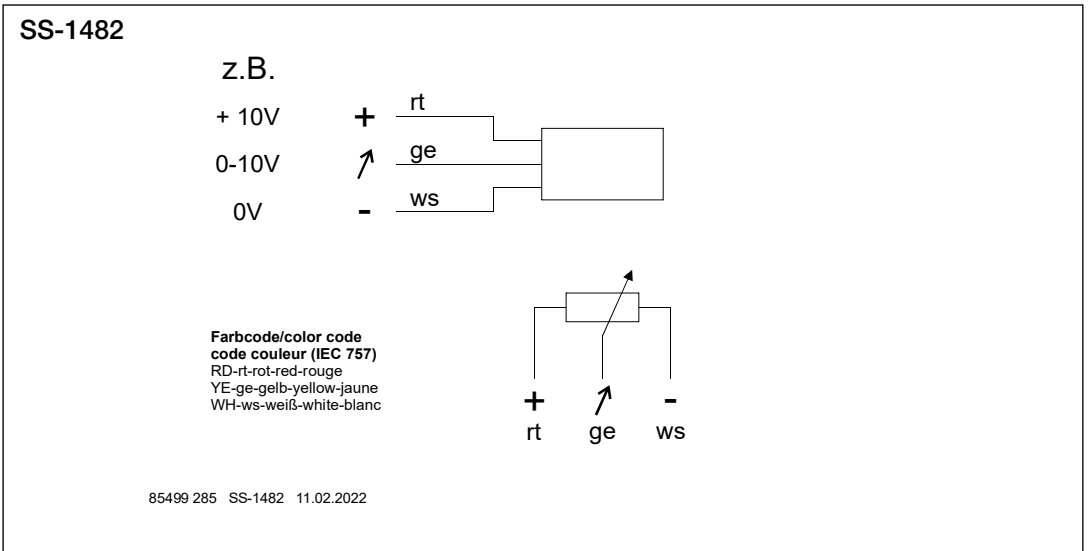 SS-1482
z.B.
+ 10V + rt
0-10V ge
0V - ws
Farbcode/color code
code couleur (IEC 757)
RD-rt-rot-red-rouge
YE-ge-gelb-yellow-jaune
WH-ws-weiß-white-blanc
+ -
rt ge ws
85499 285 SS-1482 11.02.2022